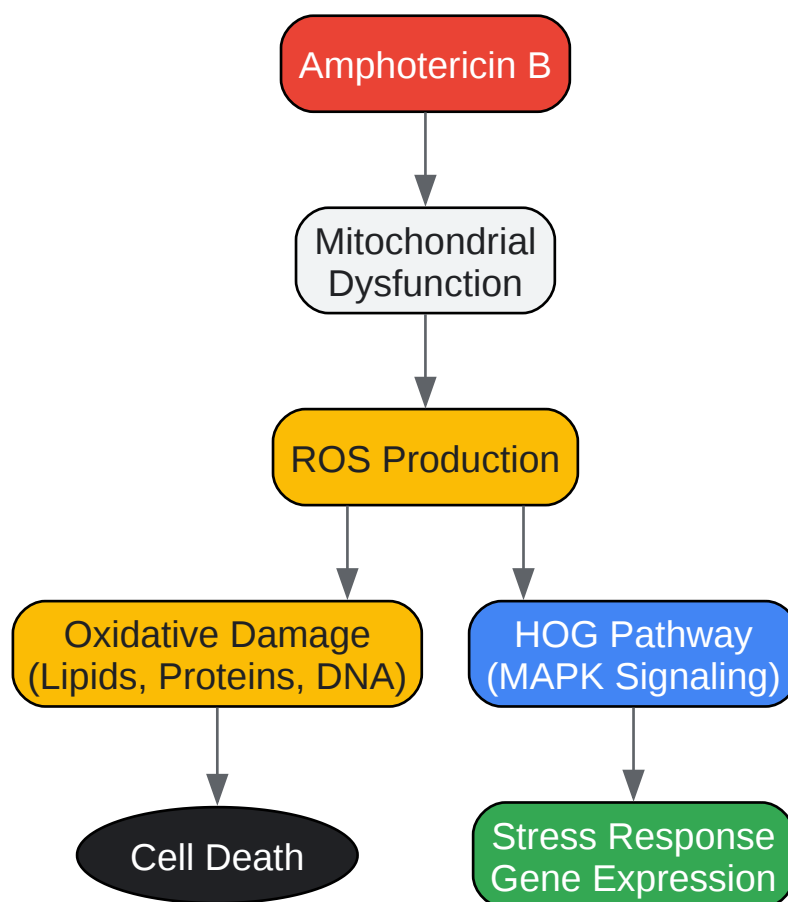 Amphotericin B
Mitochondrial
Dysfunction
ROS Production
Oxidative Damage
(Lipids, Proteins, DNA)
HOG Pathway
(MAPK Signaling)
Cell Death
Stress Response
Gene Expression